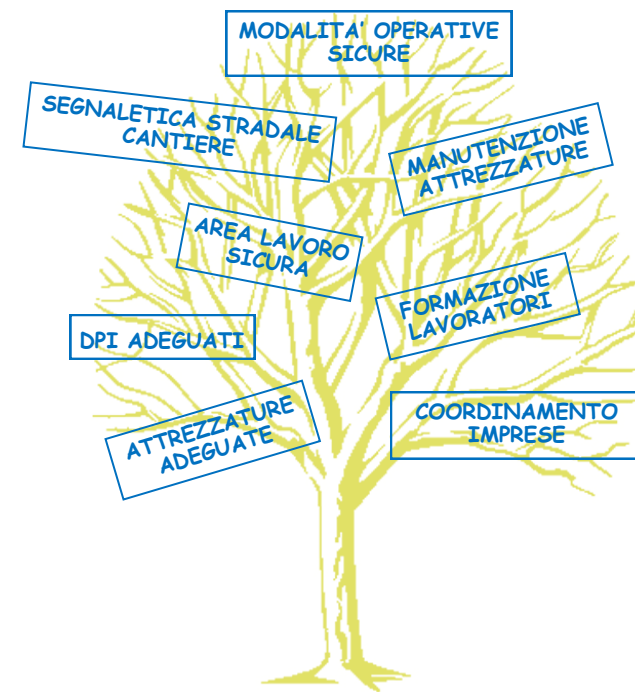 MODALITA' OPERATIVE
SICURE
SEGNALETICA STRADALE
CANTIERE
MANUTENZIONE
ATTREZZATURE
AREA LAVORO
SICURA
FORMAZIONE
LAVORATORI
DPI ADEGUATI
ATTREZZATURE
ADEGUATE
COORDINAMENTO
IMPRESE